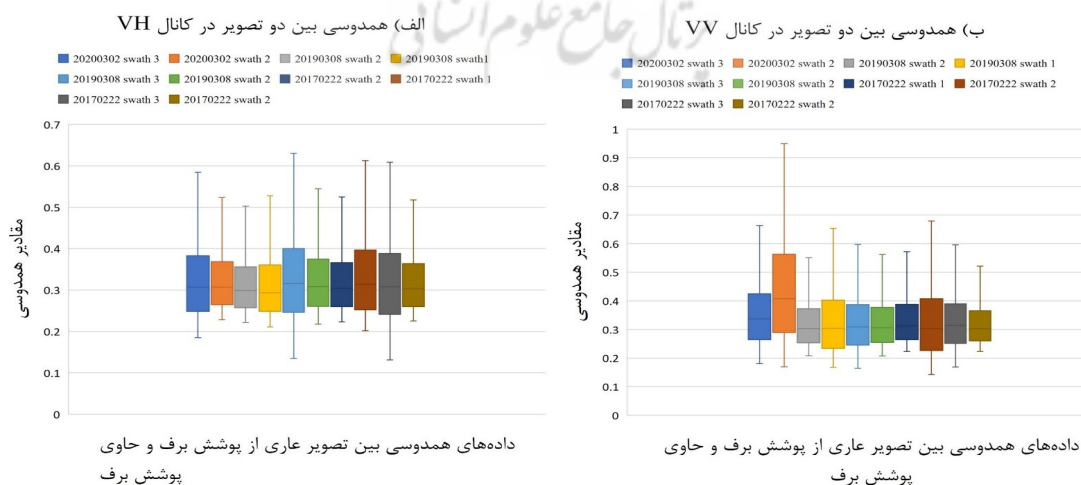 پرتال جامع علوم انسانی
الف) همدوسی بین دو تصویر در کانال VH
20200302 swath 3 20200302 swath 2 20190308 swath 2 20190308 swath1
20190308 swath 3 20190308 swath 2 20170222 swath 2 20170222 swath 1
20170222 swath 3 20170222 swath 2
0.7
0.6
0.5
0.4
0.3
0.2
0.1
0
مقادیر همدوسی
داده‌های همدوسی بین تصویر عاری از پوشش برف و حاوی
پوشش برف
ب) همدوسی بین دو تصویر در کانال VV
20200302 swath 3 20200302 swath 2 20190308 swath 2 20190308 swath 1
20190308 swath 3 20190308 swath 2 20170222 swath 1 20170222 swath 2
20170222 swath 3 20170222 swath 2
1
0.9
0.8
0.7
0.6
0.5
0.4
0.3
0.2
0.1
0
مقادیر همدوسی
داده‌های همدوسی بین تصویر عاری از پوشش برف و حاوی
پوشش برف